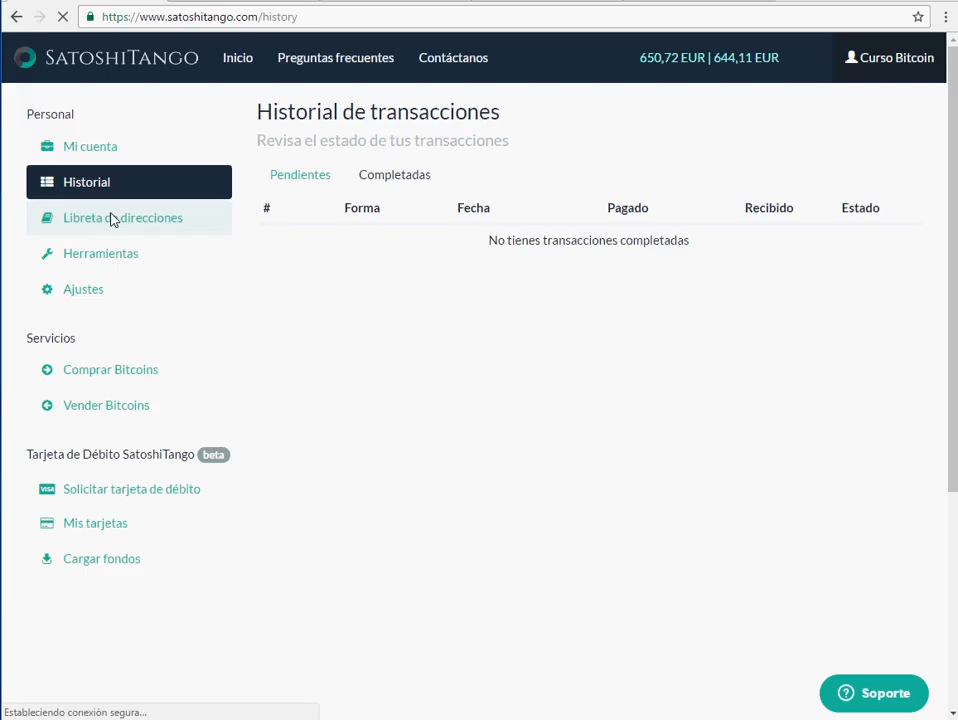 https://www.satoshitango.com/history
SATOSHITANGO
Inicio
Preguntas frecuentes
Contáctanos
650,72 EUR | 644,11 EUR
Curso Bitcoin
Personal
Mi cuenta
Historial
Libreta de direcciones
Herramientas
Ajustes
Servicios
Comprar Bitcoins
Vender Bitcoins
Tarjeta de Débito SatoshiTango beta
VISA Solicitar tarjeta de débito
Mis tarjetas
Cargar fondos
Historial de transacciones
Revisa el estado de tus transacciones
Pendientes Completadas
# Forma Fecha Pagado Recibido Estado
No tienes transacciones completadas
Soporte
Estableciendo conexión segura...